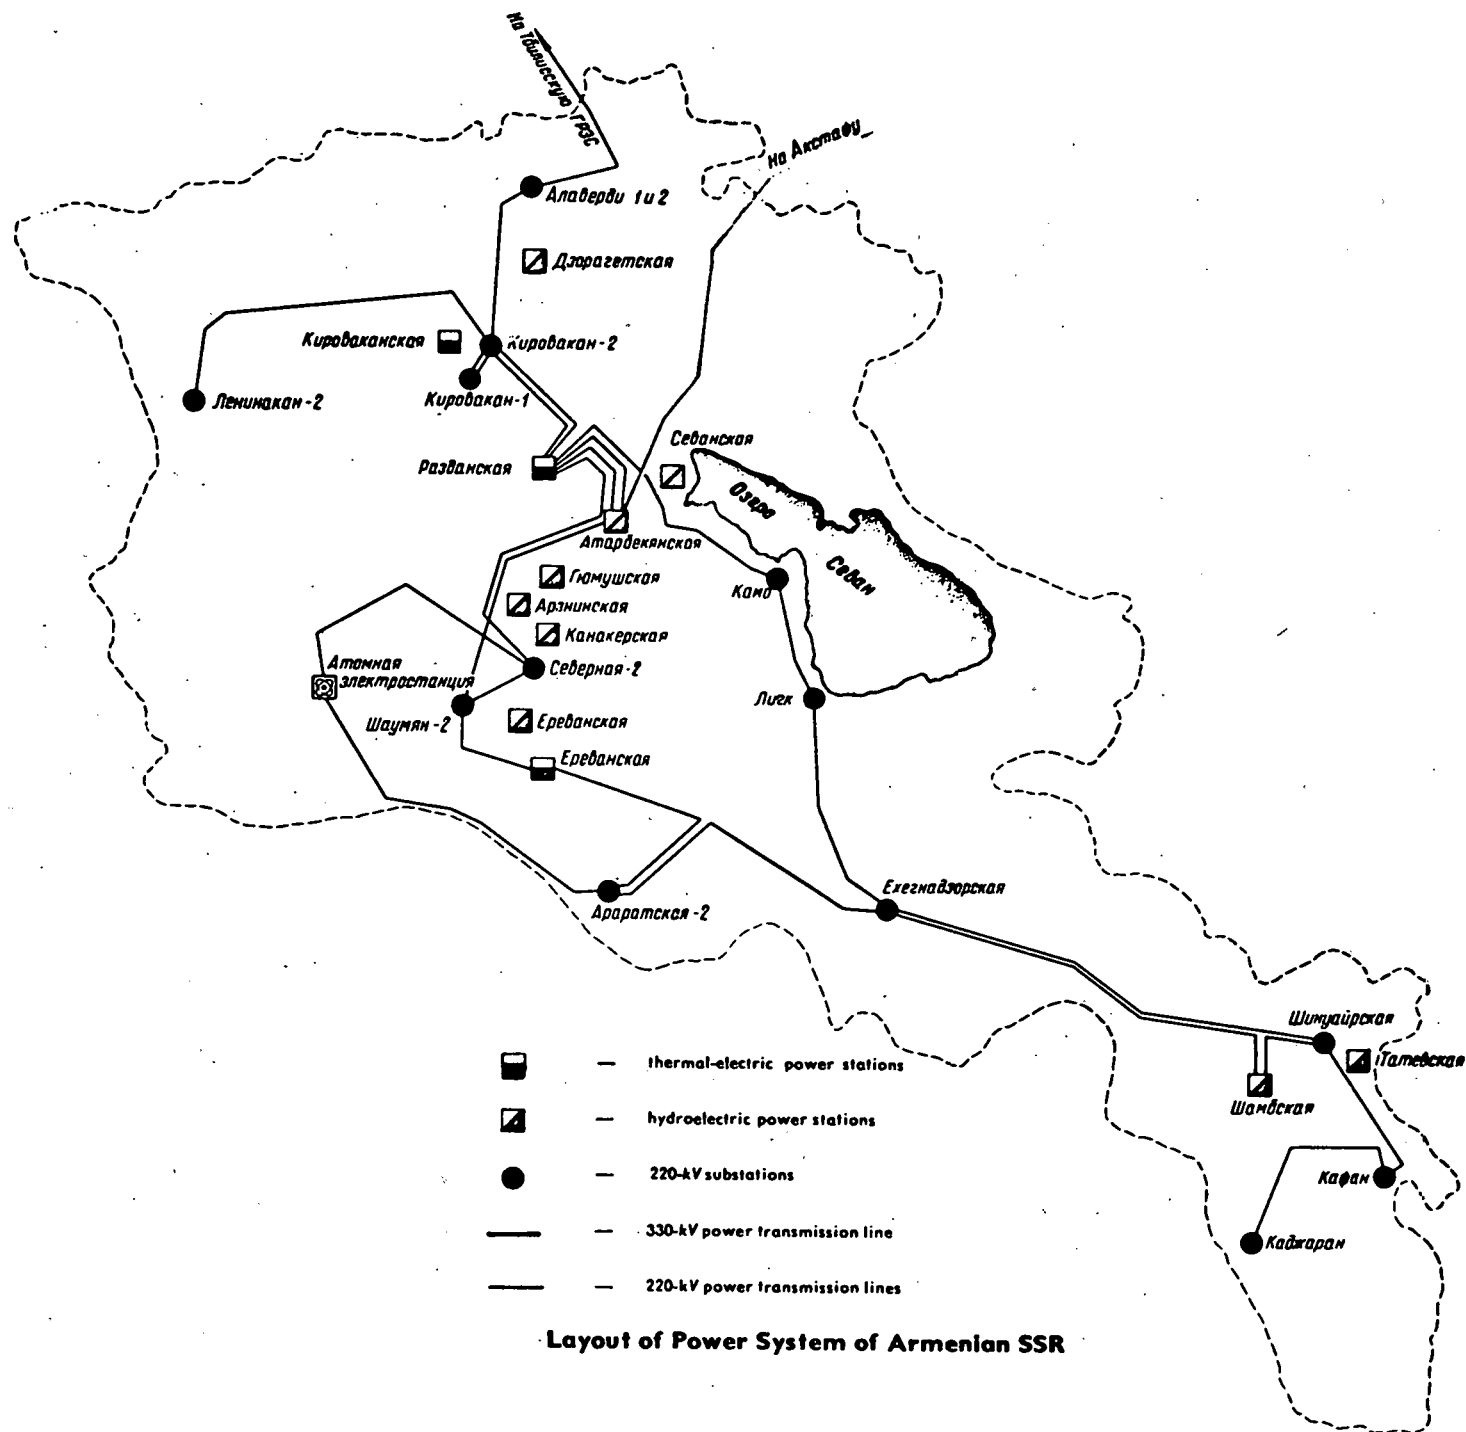 На Тбилисскую ГРЭС
На Акстафу
Алаверди 1 и 2
Дзорагетская
Кироваканская
Кировакан-2
Ленинакан-2
Кировакан-1
Севанская
Разданская
Озеро
Севан
Атарбекянская
Гюмушская
Камо
Арзнинская
Канакерская
Атомная
электростанция
Северная-2
Лигк
Шаумян-2
Ереванская
Ереванская
Ехегнадзорская
Араратская-2
Шинуайрская
Татевская
Шамбская
Кафан
Каджаран
— thermal-electric power stations
— hydroelectric power stations
— 220-kV substations
— 330-kV power transmission line
— 220-kV power transmission lines
Layout of Power System of Armenian SSR